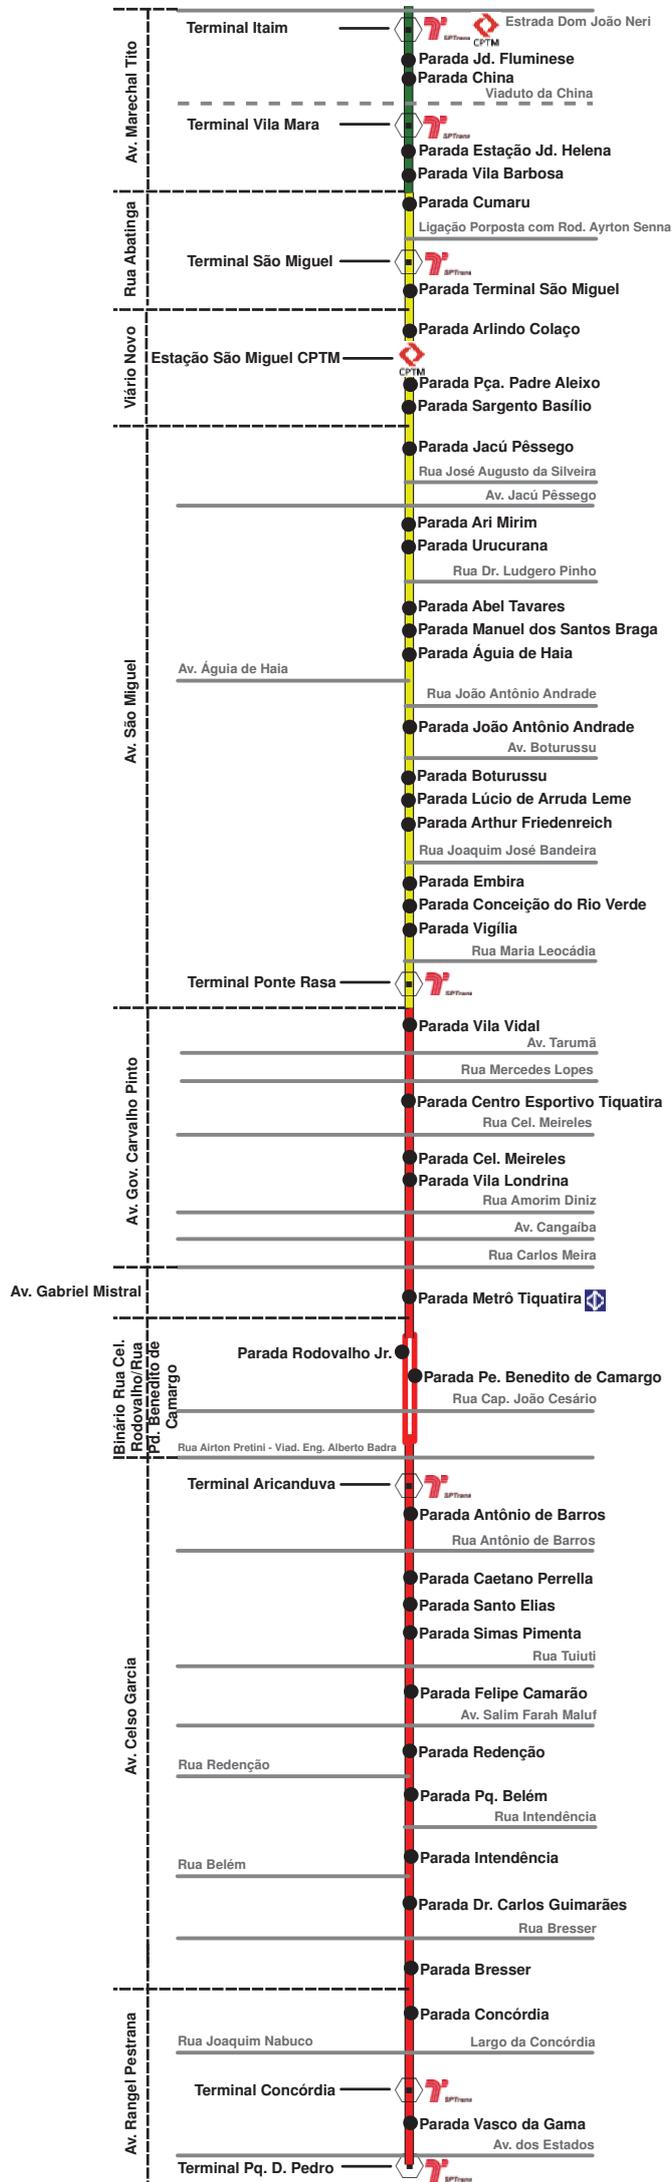 Estrada Dom João Neri
Terminal Itaim
SPTrans
CPTM
Parada Jd. Fluminese
Parada China
Viaduto da China
Av. Marechal Tito
Terminal Vila Mara
SPTrans
Parada Estação Jd. Helena
Parada Vila Barbosa
Parada Cumaru
Ligação Porposta com Rod. Ayrton Senna
Rua Abatinga
Terminal São Miguel
SPTrans
Parada Terminal São Miguel
Parada Arlindo Colaço
Viário Novo
Estação São Miguel CPTM
CPTM
Parada Pça. Padre Aleixo
Parada Sargento Basílio
Parada Jacú Pêssego
Rua José Augusto da Silveira
Av. Jacú Pêssego
Parada Ari Mirim
Parada Urucurana
Rua Dr. Ludgero Pinho
Parada Abel Tavares
Parada Manuel dos Santos Braga
Parada Águia de Haia
Av. Águia de Haia
Rua João Antônio Andrade
Av. São Miguel
Parada João Antônio Andrade
Av. Boturussu
Parada Boturussu
Parada Lúcio de Arruda Leme
Parada Arthur Friedenreich
Rua Joaquim José Bandeira
Parada Embira
Parada Conceição do Rio Verde
Parada Vigília
Rua Maria Leocádia
Terminal Ponte Rasa
SPTrans
Parada Vila Vidal
Av. Tarumã
Rua Mercedes Lopes
Parada Centro Esportivo Tiquatira
Rua Cel. Meireles
Av. Gov. Carvalho Pinto
Parada Cel. Meireles
Parada Vila Londrina
Rua Amorim Diniz
Av. Cangaíba
Rua Carlos Meira
Av. Gabriel Mistral
Parada Metrô Tiquatira
Parada Rodovalho Jr.
Parada Pe. Benedito de Camargo
Binário Rua Cel.
Rodovalho/Rua
Pd. Benedito de
Camargo
Rua Cap. João Cesário
Rua Airton Pretini - Viad. Eng. Alberto Badra
Terminal Aricanduva
SPTrans
Parada Antônio de Barros
Rua Antônio de Barros
Parada Caetano Perrella
Parada Santo Elias
Parada Simas Pimenta
Rua Tuiuti
Parada Felipe Camarão
Av. Salim Farah Maluf
Av. Celso Garcia
Parada Redenção
Rua Redenção
Parada Pq. Belém
Rua Intendência
Parada Intendência
Rua Belém
Parada Dr. Carlos Guimarães
Rua Bresser
Parada Bresser
Parada Concórdia
Rua Joaquim Nabuco
Largo da Concórdia
Av. Rangel Pestrana
Terminal Concórdia
SPTrans
Parada Vasco da Gama
Av. dos Estados
Terminal Pq. D. Pedro
SPTrans